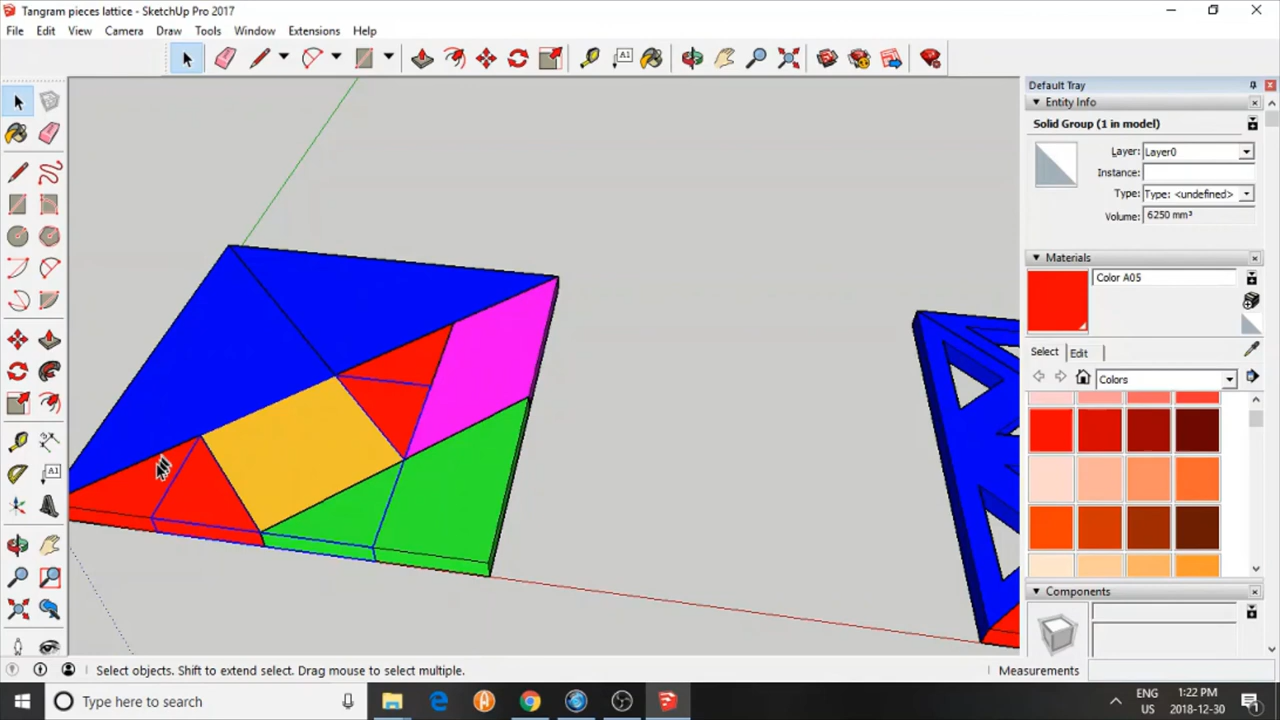 Tangram pieces lattice - SketchUp Pro 2017
File Edit View Camera Draw Tools Window Extensions Help
A1
Default Tray
Entity Info
Solid Group (1 in model)
Layer: Layer0
Instance:
Type: Type: <undefined>
Volume: 6250 mm³
Materials
Color A05
Select Edit
Colors
A1
Components
Select objects. Shift to extend select. Drag mouse to select multiple.
Measurements
Type here to search
ENG
US
1:22 PM
2018-12-30
1